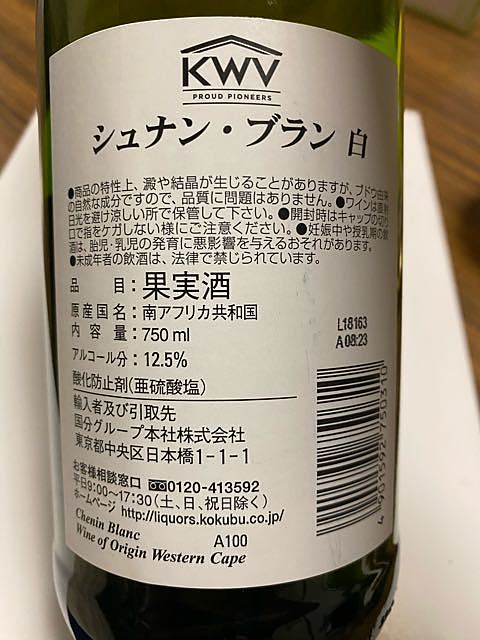 KWV
PROUD PIONEERS
シュナン・ブラン 白
●商品の特性上、澱や結晶が生じることがありますが、ブドウ由来
の自然な成分ですので、品質に問題はありません。●ワインは直射
日光を避け涼しい所で保管して下さい。●開封時はキャップの切り
口で指をケガしない様にご注意ください。●妊娠中や授乳期の飲
酒は、胎児・乳児の発育に悪影響を与えるおそれがあります。
●未成年者の飲酒は、法律で禁じられています。
品 目：果実酒
原産国名：南アフリカ共和国
内容量：750ml
アルコール分：12.5%
酸化防止剤(亜硫酸塩)
輸入者及び引取先
国分グループ本社株式会社
東京都中央区日本橋1-1-1
お客様相談窓口 0120-413592
平日9:00～17:30(土、日、祝日除く)
ホームページ http://liquors.kokubu.co.jp/
Chenin Blanc
Wine of Origin Western Cape
A100
L18163
A 08:23
4 901592 750310